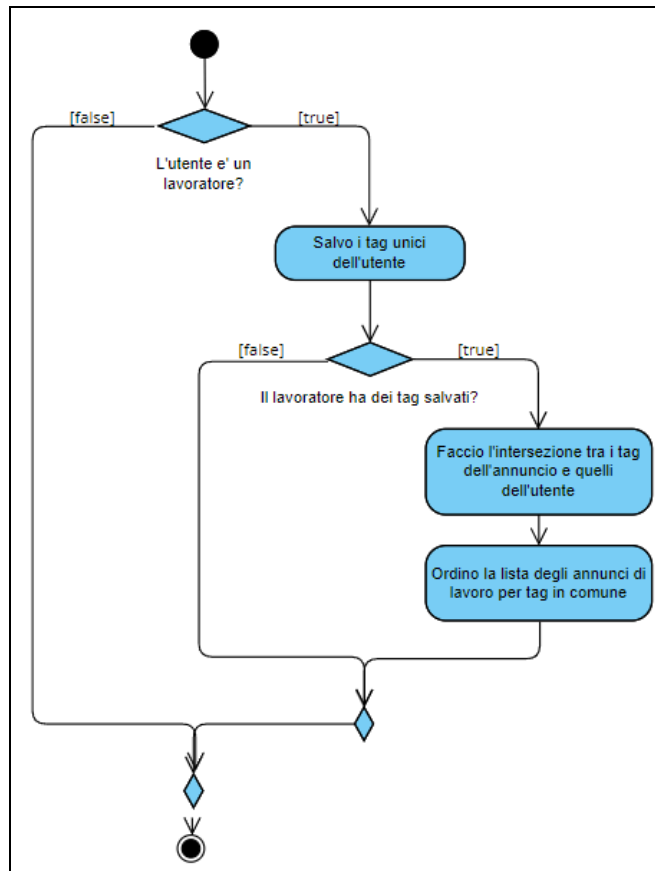 [false]
[true]
L'utente e' un
lavoratore?
Salvo i tag unici
dell'utente
[false]
[true]
Il lavoratore ha dei tag salvati?
Faccio l'intersezione tra i tag
dell'annuncio e quelli
dell'utente
Ordino la lista degli annunci di
lavoro per tag in comune